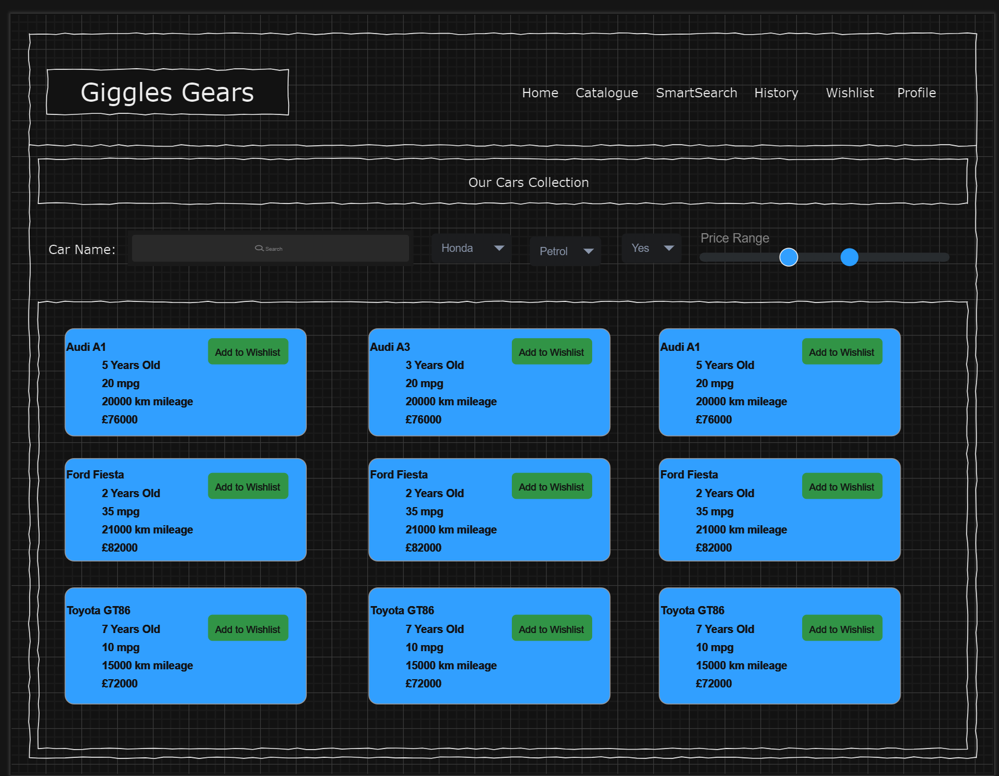 Giggles Gears
Home Catalogue SmartSearch History Wishlist Profile
Our Cars Collection
Car Name:
Search
Honda
Petrol
Yes
Price Range
Audi A1
Add to Wishlist
5 Years Old
20 mpg
20000 km mileage
£76000
Audi A3
Add to Wishlist
3 Years Old
20 mpg
20000 km mileage
£76000
Audi A1
Add to Wishlist
5 Years Old
20 mpg
20000 km mileage
£76000
Ford Fiesta
Add to Wishlist
2 Years Old
35 mpg
21000 km mileage
£82000
Ford Fiesta
Add to Wishlist
2 Years Old
35 mpg
21000 km mileage
£82000
Ford Fiesta
Add to Wishlist
2 Years Old
35 mpg
21000 km mileage
£82000
Toyota GT86
Add to Wishlist
7 Years Old
10 mpg
15000 km mileage
£72000
Toyota GT86
Add to Wishlist
7 Years Old
10 mpg
15000 km mileage
£72000
Toyota GT86
Add to Wishlist
7 Years Old
10 mpg
15000 km mileage
£72000